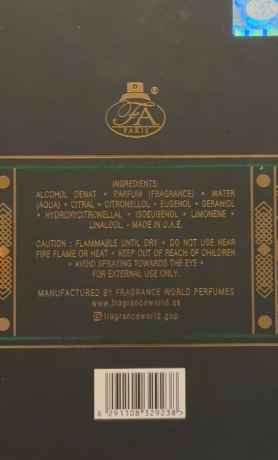 FA
®
PARIS
INGREDIENTS:
ALCOHOL DENAT • PARFUM (FRAGRANCE) • WATER
(AQUA) • CITRAL • CITRONELLOL • EUGENOL • GERANIOL
• HYDROXYCITRONELLAL • ISOEUGENOL • LIMONENE •
LINALOOL. - MADE IN U.A.E.
CAUTION : FLAMMABLE UNTIL DRY • DO NOT USE NEAR
FIRE FLAME OR HEAT • KEEP OUT OF REACH OF CHILDREN
• AVOID SPRAYING TOWARDS THE EYE •
FOR EXTERNAL USE ONLY.
MANUFACTURED BY FRAGRANCE WORLD PERFUMES
www.fragranceworld.ae
fragranceworld.gop
6 291108 329238>